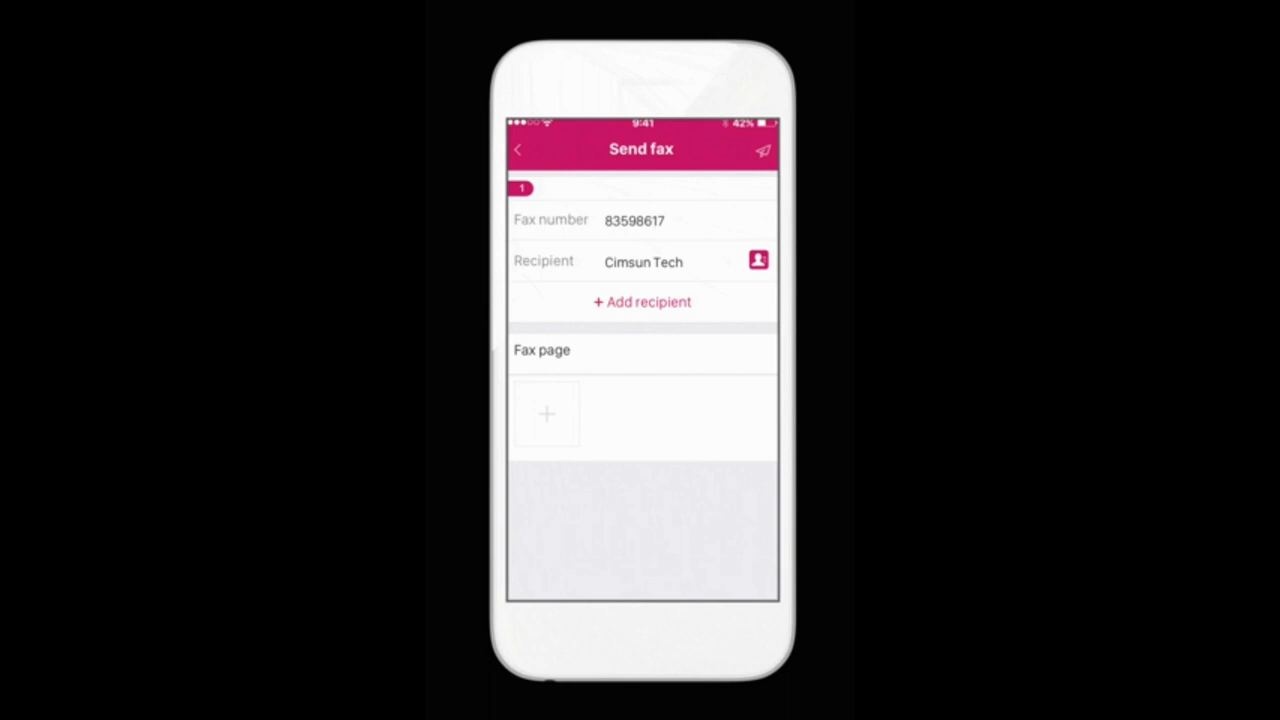 9:41 42%
Send fax
1
Fax number 83598617
Recipient Cimsun Tech
+ Add recipient
Fax page